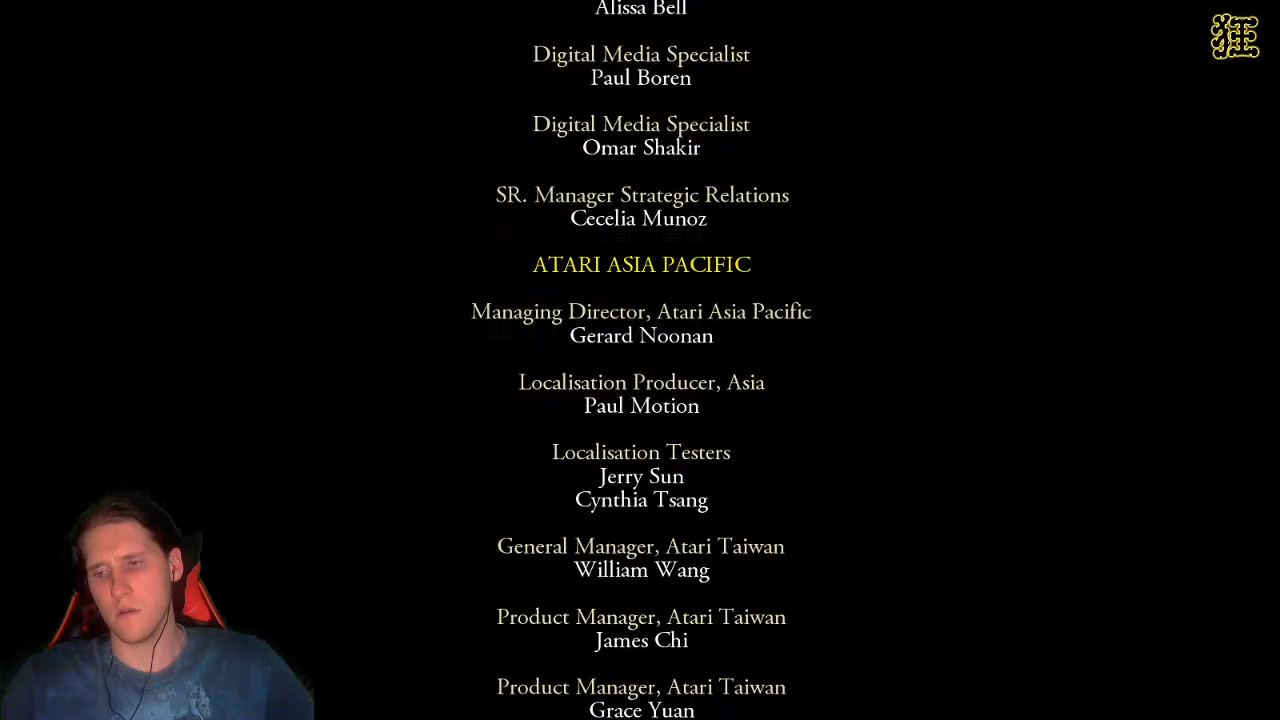 Alissa Bell
狂
Digital Media Specialist
Paul Boren
Digital Media Specialist
Omar Shakir
SR. Manager Strategic Relations
Cecelia Munoz
ATARI ASIA PACIFIC
Managing Director, Atari Asia Pacific
Gerard Noonan
Localisation Producer, Asia
Paul Motion
Localisation Testers
Jerry Sun
Cynthia Tsang
General Manager, Atari Taiwan
William Wang
Product Manager, Atari Taiwan
James Chi
Product Manager, Atari Taiwan
Grace Yuan